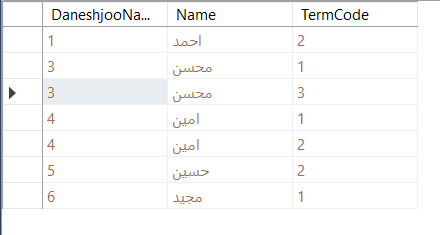 DaneshjooNa... Name TermCode
1 احمد 2
3 محسن 1
3 محسن 3
4 امین 1
4 امین 2
5 حسین 2
6 مجید 1